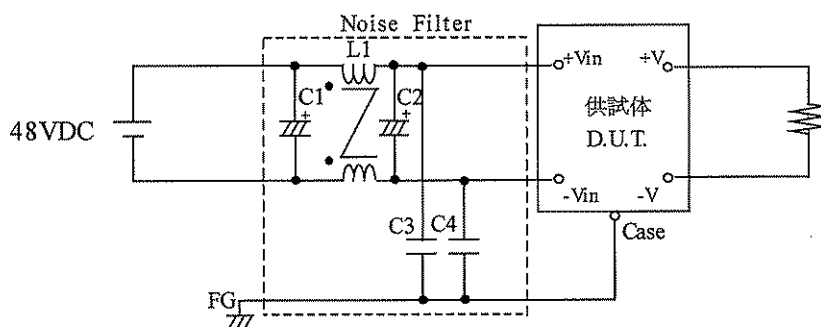 Noise Filter
L1
C1
+
C2
+
48VDC
+Vin
+V
供試体
D.U.T.
-Vin
-V
C3
C4
Case
FG